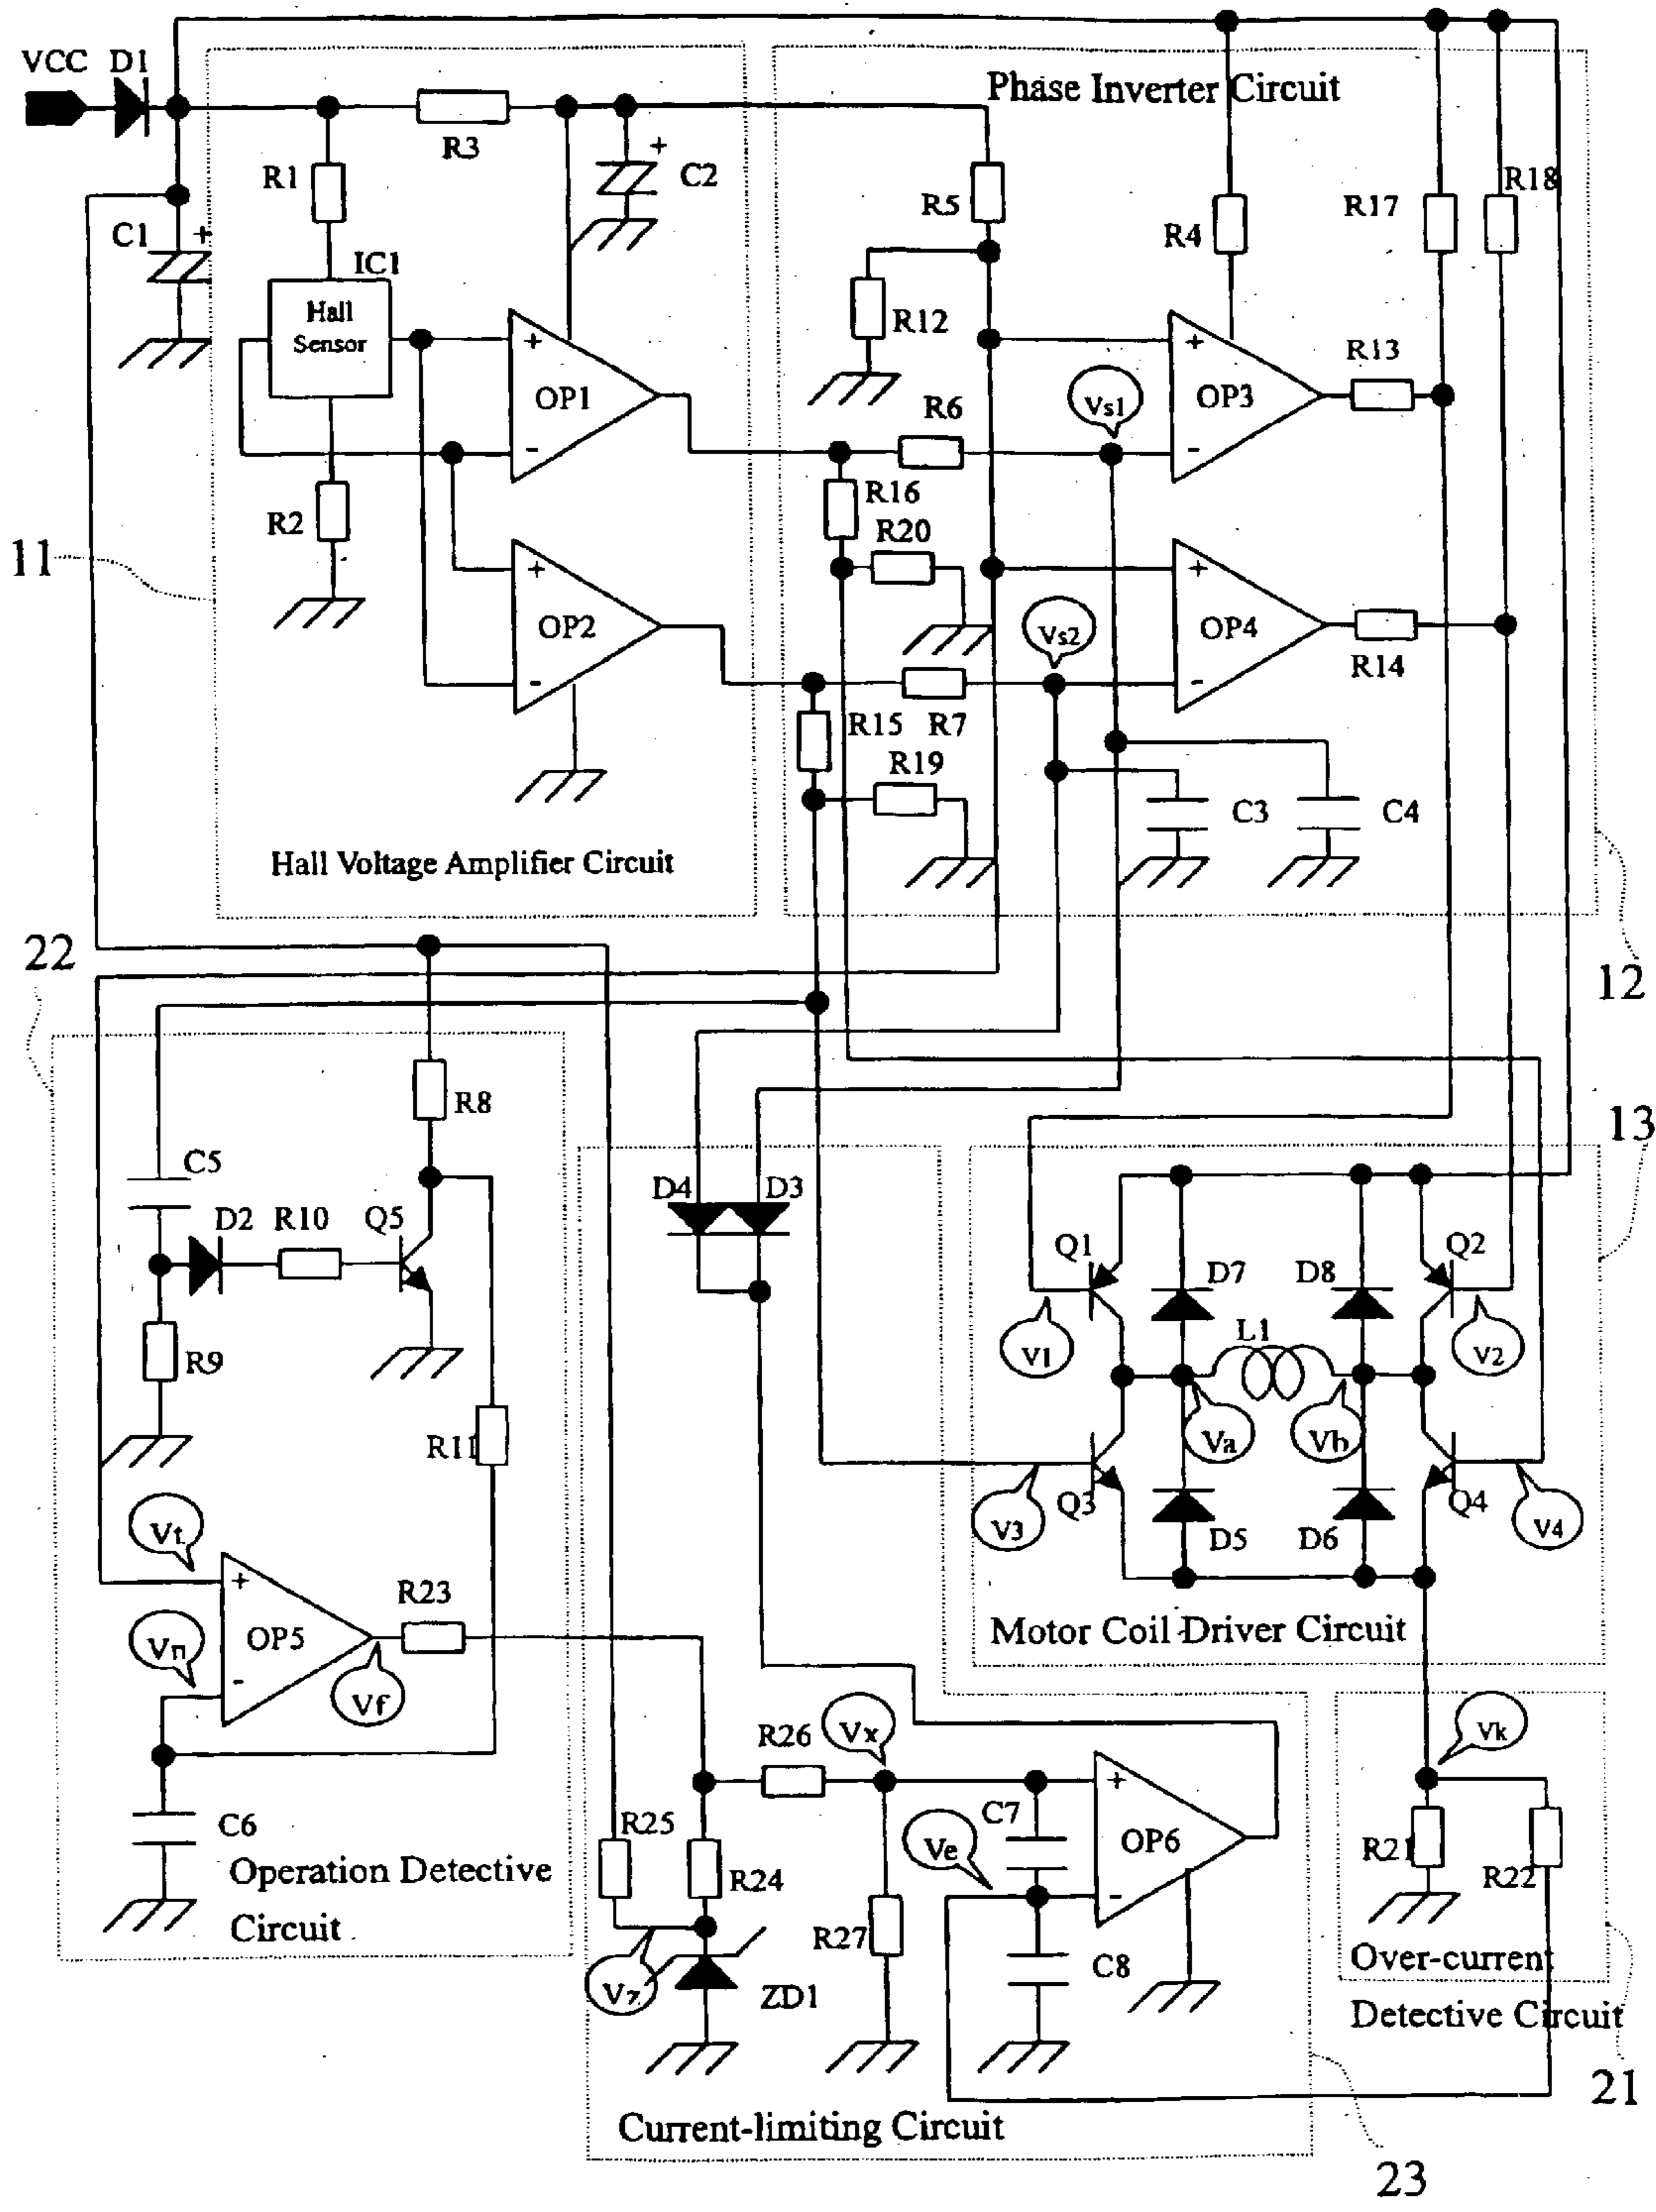 VCC D1
Phase Inverter Circuit
R3
+
C2
R1
R5
R4
R17
R18
C1 +
IC1
Hall
Sensor
R12
+
OP1
-
R13
+
OP3
-
Vs1
R6
R16
R20
R2
11
+
OP2
-
Vs2
+
OP4
-
R14
R15 R7
R19
C3
C4
Hall Voltage Amplifier Circuit
22
12
R8
13
C5
D2 R10 Q5
D4 D3
Q1
D7 D8
Q2
L1
V1
V2
R9
R11
Va
Vb
V3
Q3
D5 D6
Q4
V4
Vt
+
OP5
-
Vn
Vf
R23
Motor Coil Driver Circuit
R26
Vx
Vk
C6
R25
R24
Ve
C7
+
OP6
-
R21
R22
Operation Detective
Circuit
R27
C8
Vz
ZD1
Over-current
Detective Circuit
21
Current-limiting Circuit
23